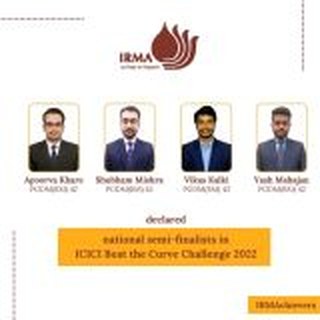 IRMA
Apoorva Khare
Shubham Mishra
Vikas Kalki
Yash Mahajan
declared
national semi-finalists in
ICICI Beat the Curve Challenge 2022
IRMAchievers